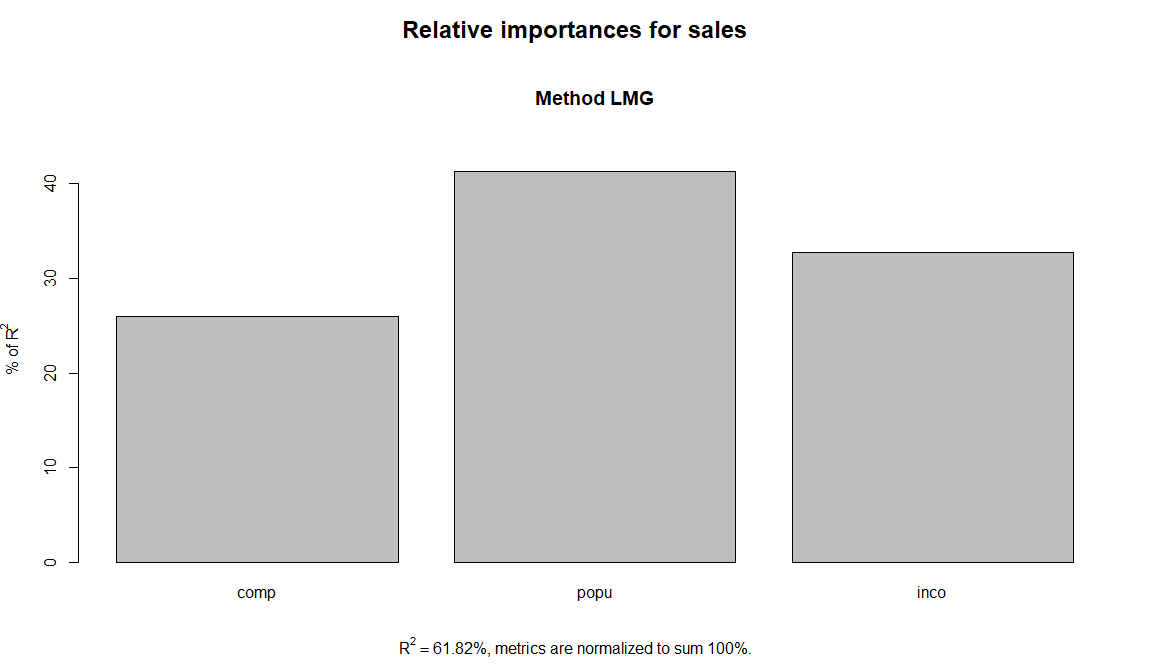 Relative importances for sales
Method LMG
% of R²
40
30
20
10
0
comp popu inco
R² = 61.82%, metrics are normalized to sum 100%.